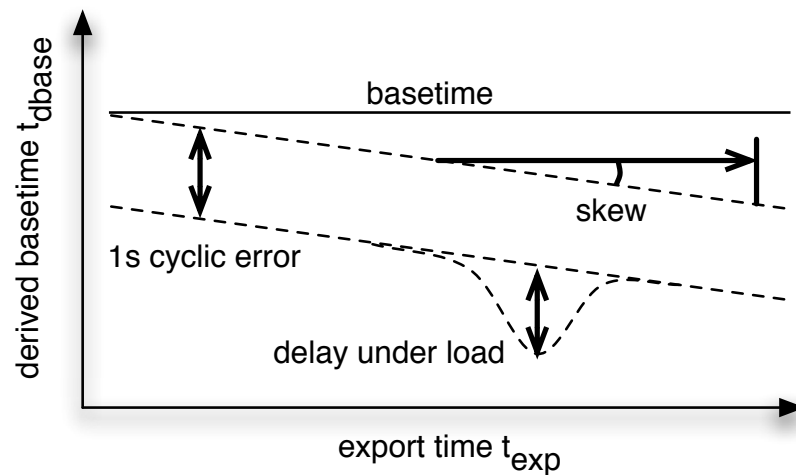 derived basetime t_dbase
basetime
skew
1s cyclic error
delay under load
export time t_exp